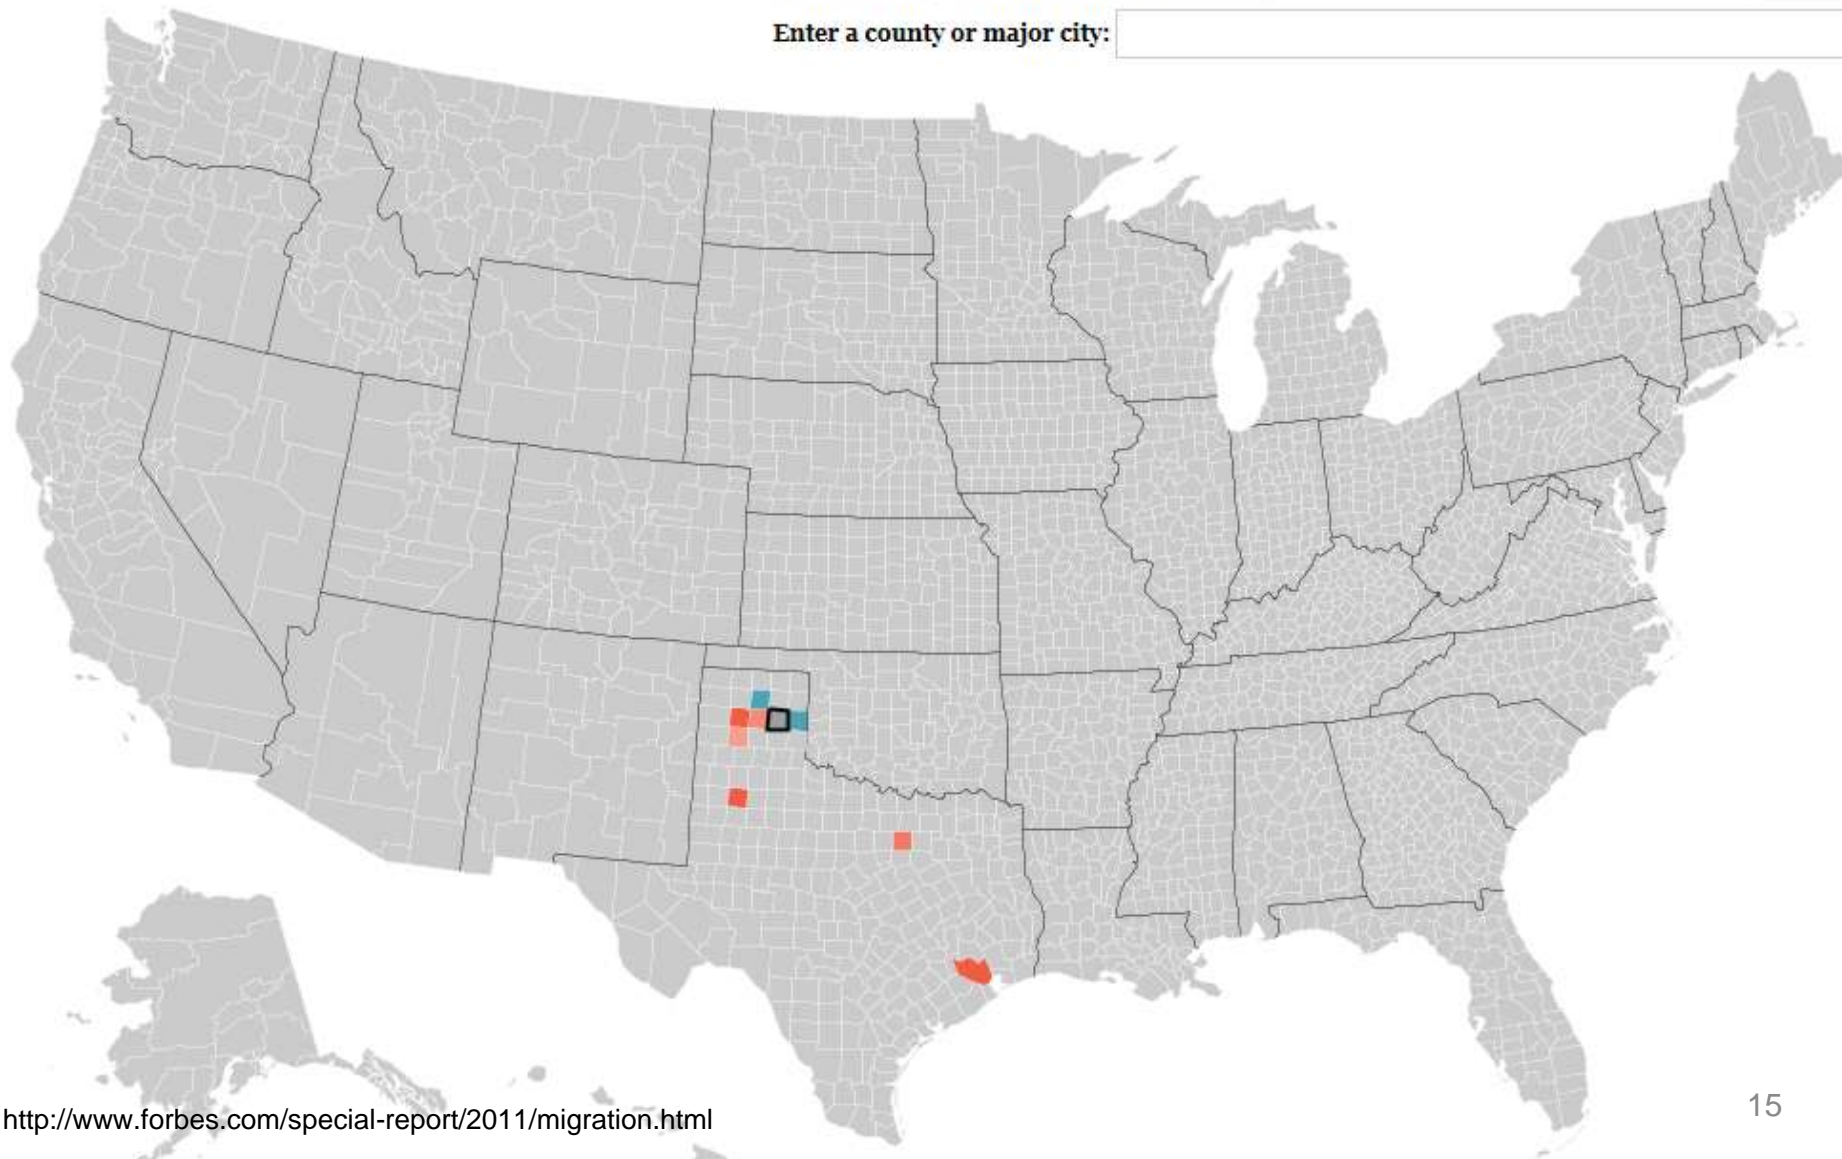 Enter a county or major city:
http://www.forbes.com/special-report/2011/migration.html
15